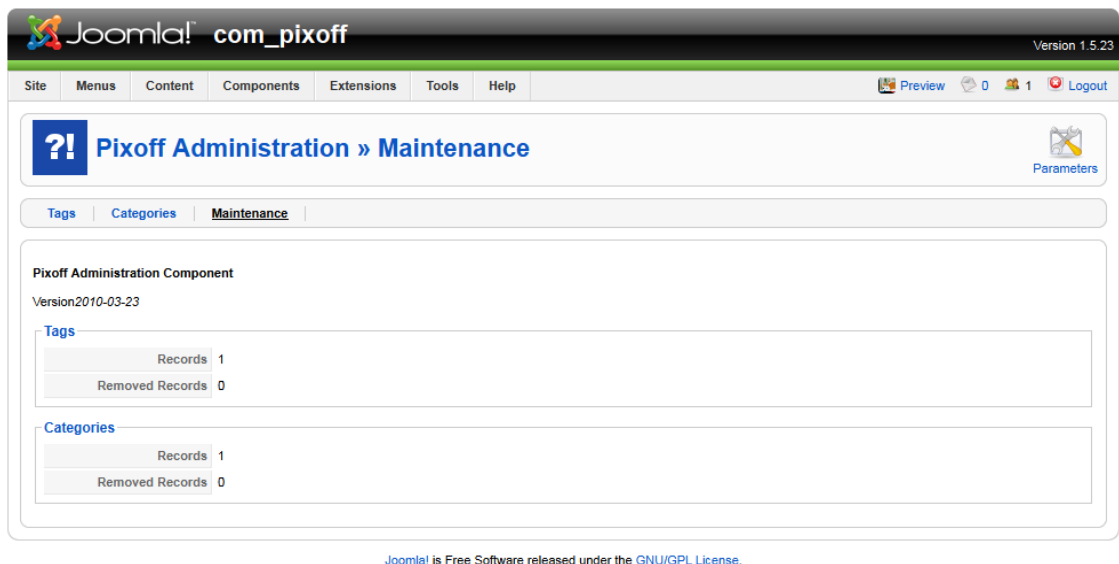 Joomla! com_pixoff
Version 1.5.23
Site Menus Content Components Extensions Tools Help Preview 0 1 Logout
?! Pixoff Administration » Maintenance
Parameters
Tags Categories Maintenance
Pixoff Administration Component
Version2010-03-23
Tags
Records 1
Removed Records 0
Categories
Records 1
Removed Records 0
Joomla! is Free Software released under the GNU/GPL License.